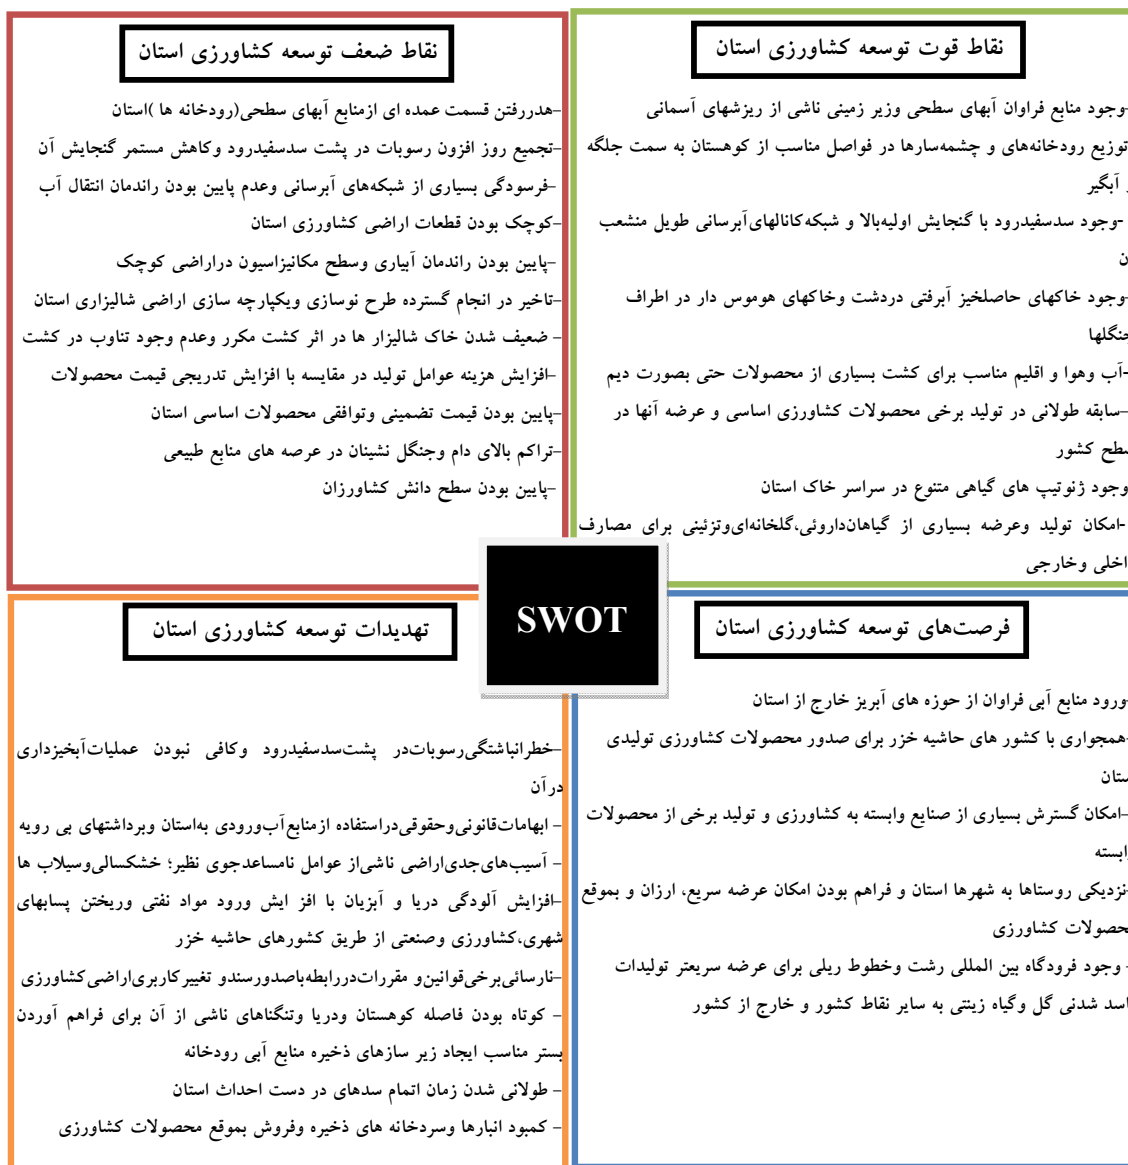 نقاط قوت توسعه کشاورزی استان
-وجود منابع فراوان آبهای سطحی وزیر زمینی ناشی از ریزشهای آسمانی
توزیع رودخانه‌های و چشمه‌سارها در فواصل مناسب از کوهستان به سمت جلگه
آبگیر
-وجود سدسفیدرود با گنجایش اولیه‌بالا و شبکه‌کانالهای‌آبرسانی طویل منشعب
-وجود خاکهای حاصلخیز آبرفتی دردشت وخاکهای هوموس دار در اطراف
جنگلها
-آب وهوا و اقلیم مناسب برای کشت بسیاری از محصولات حتی بصورت دیم
-سابقه طولانی در تولید برخی محصولات کشاورزی اساسی و عرضه آنها در
سطح کشور
وجود ژنوتیپ های گیاهی متنوع در سراسر خاک استان
-امکان تولید وعرضه بسیاری از گیاهان‌داروئی،گلخانه‌ای‌وتزئینی برای مصارف
اخلی وخارجی
نقاط ضعف توسعه کشاورزی استان
-هدررفتن قسمت عمده ای ازمنابع آبهای سطحی(رودخانه ها )استان
-تجمیع روز افزون رسوبات در پشت سدسفیدرود وکاهش مستمر گنجایش آن
-فرسودگی بسیاری از شبکه‌های آبرسانی وعدم پایین بودن راندمان انتقال آب
-کوچک بودن قطعات اراضی کشاورزی استان
-پایین بودن راندمان آبیاری وسطح مکانیزاسیون دراراضی کوچک
-تاخیر در انجام گسترده طرح نوسازی ویکپارچه سازی اراضی شالیزاری استان
- ضعیف شدن خاک شالیزار ها در اثر کشت مکرر وعدم وجود تناوب در کشت
-افزایش هزینه عوامل تولید در مقایسه با افزایش تدریجی قیمت محصولات
-پایین بودن قیمت تضمینی وتوافقی محصولات اساسی استان
-تراکم بالای دام وجنگل نشینان در عرصه های منابع طبیعی
-پایین بودن سطح دانش کشاورزان
SWOT
فرصت‌های توسعه کشاورزی استان
-ورود منابع آبی فراوان از حوزه های آبریز خارج از استان
-همجواری با کشور های حاشیه خزر برای صدور محصولات کشاورزی تولیدی
ستان
-امکان گسترش بسیاری از صنایع وابسته به کشاورزی و تولید برخی از محصولات
وابسته
-نزدیکی روستاها به شهرها استان و فراهم بودن امکان عرضه سریع، ارزان و بموقع
محصولات کشاورزی
- وجود فرودگاه بین المللی رشت وخطوط ریلی برای عرضه سریعتر تولیدات
اسد شدنی گل وگیاه زینتی به سایر نقاط کشور و خارج از کشور
تهدیدات توسعه کشاورزی استان
-خطرانباشتگی‌رسوبات‌در پشت‌سدسفیدرود وکافی نبودن عملیات‌آبخیزداری
درآن
- ابهامات‌قانونی‌وحقوقی‌دراستفاده ازمنابع‌آب‌ورودی به‌استان وبرداشتهای بی رویه
- آسیب‌های‌جدی‌اراضی ناشی‌از عوامل نامساعدجوی نظیر؛ خشکسالی‌وسیلاب ها
-افزایش آلودگی دریا و آبزیان با افز ایش ورود مواد نفتی وریختن پسابهای
شهری،کشاورزی وصنعتی از طریق کشورهای حاشیه خزر
-نارسائی‌برخی‌قوانین‌و مقررات‌دررابطه‌باصدورسندو تغییرکاربری‌اراضی‌کشاورزی
- کوتاه بودن فاصله کوهستان ودریا وتنگناهای ناشی از آن برای فراهم آوردن
بستر مناسب ایجاد زیر سازهای ذخیره منابع آبی رودخانه
- طولانی شدن زمان اتمام سدهای در دست احداث استان
- کمبود انبارها وسردخانه های ذخیره وفروش بموقع محصولات کشاورزی